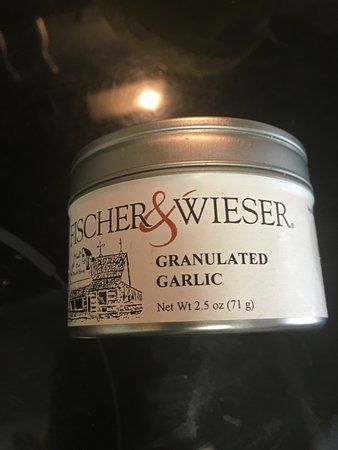 FISCHER & WIESER®
GRANULATED
GARLIC
Net Wt 2.5 oz (71 g)